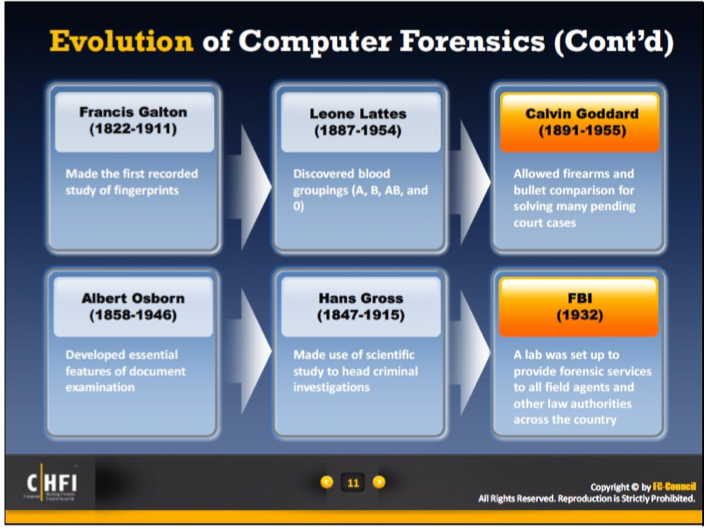 Evolution of Computer Forensics (Cont’d)
Francis Galton
(1822-1911)
Made the first recorded
study of fingerprints
Leone Lattes
(1887-1954)
Discovered blood
groupings (A, B, AB, and
0)
Calvin Goddard
(1891-1955)
Allowed firearms and
bullet comparison for
solving many pending
court cases
Albert Osborn
(1858-1946)
Developed essential
features of document
examination
Hans Gross
(1847-1915)
Made use of scientific
study to head criminal
investigations
FBI
(1932)
A lab was set up to
provide forensic services
to all field agents and
other law authorities
across the country
CHFI
11
Copyright © by EC-Council
All Rights Reserved. Reproduction is Strictly Prohibited.